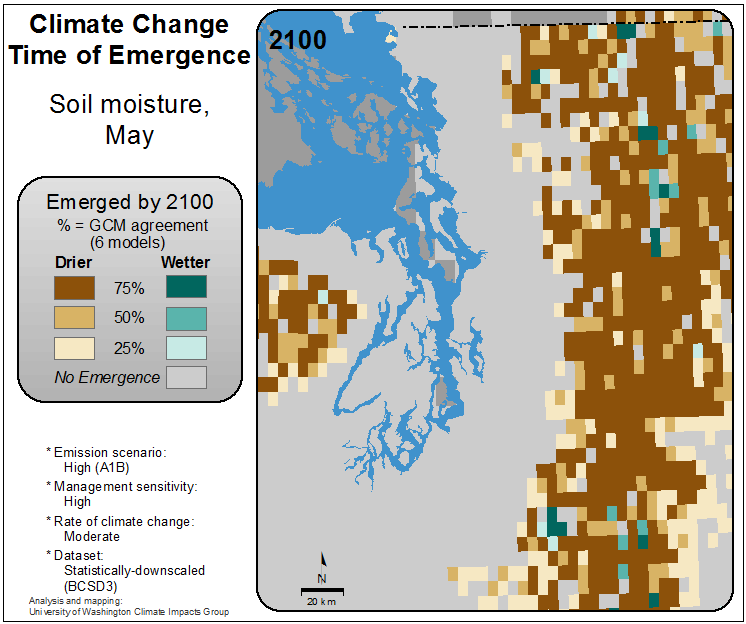 Climate Change
Time of Emergence
Soil moisture,
May
Emerged by 2100
% = GCM agreement
(6 models)
Drier Wetter
75%
50%
25%
No Emergence
* Emission scenario:
High (A1B)
* Management sensitivity:
High
* Rate of climate change:
Moderate
* Dataset:
Statistically-downscaled
(BCSD3)
Analysis and mapping:
University of Washington Climate Impacts Group
2100
N
20 km